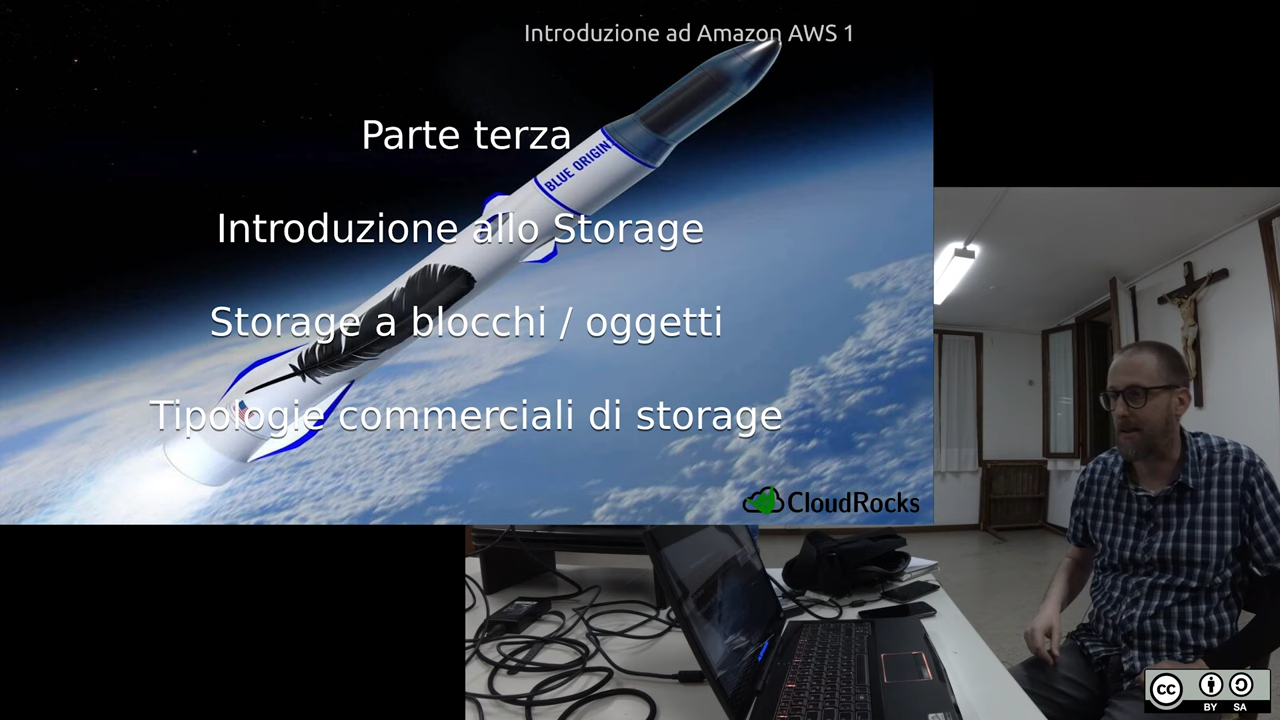 Introduzione ad Amazon AWS 1
Parte terza
BLUE ORIGIN
Introduzione allo Storage
Storage a blocchi / oggetti
Tipologie commerciali di storage
CloudRocks
cc
BY SA